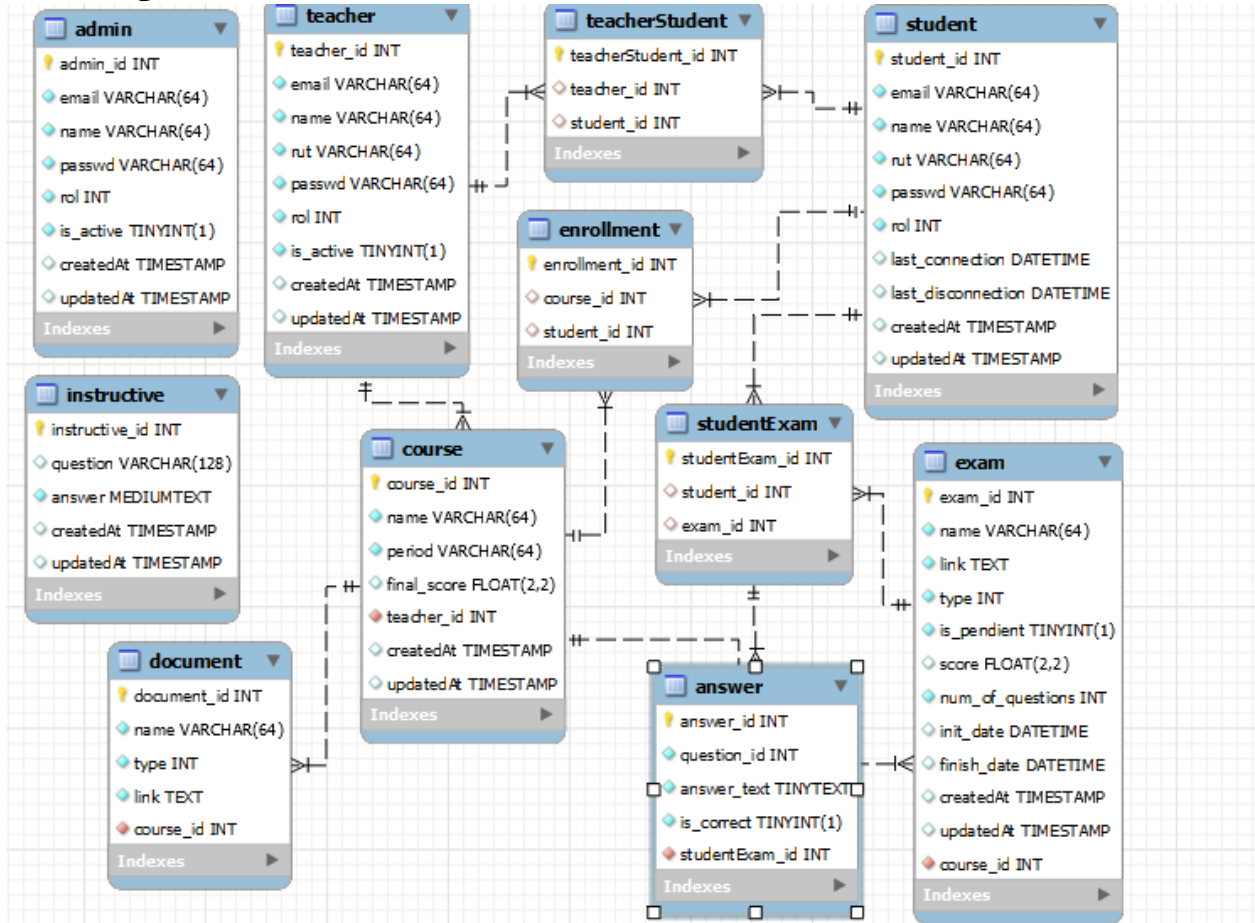 admin
admin_id INT
email VARCHAR(64)
name VARCHAR(64)
passwd VARCHAR(64)
rol INT
is_active TINYINT(1)
createdAt TIMESTAMP
updatedAt TIMESTAMP
Indexes
teacher
teacher_id INT
email VARCHAR(64)
name VARCHAR(64)
rut VARCHAR(64)
passwd VARCHAR(64)
rol INT
is_active TINYINT(1)
createdAt TIMESTAMP
updatedAt TIMESTAMP
Indexes
teacherStudent
teacherStudent_id INT
teacher_id INT
student_id INT
Indexes
student
student_id INT
email VARCHAR(64)
name VARCHAR(64)
rut VARCHAR(64)
passwd VARCHAR(64)
rol INT
last_connection DATETIME
last_disconnection DATETIME
createdAt TIMESTAMP
updatedAt TIMESTAMP
Indexes
enrollment
enrollment_id INT
course_id INT
student_id INT
Indexes
instructive
instructive_id INT
question VARCHAR(128)
answer MEDIUMTEXT
createdAt TIMESTAMP
updatedAt TIMESTAMP
Indexes
course
course_id INT
name VARCHAR(64)
period VARCHAR(64)
final_score FLOAT(2,2)
teacher_id INT
createdAt TIMESTAMP
updatedAt TIMESTAMP
Indexes
studentExam
studentExam_id INT
student_id INT
exam_id INT
Indexes
exam
exam_id INT
name VARCHAR(64)
link TEXT
type INT
is_pendient TINYINT(1)
score FLOAT(2,2)
num_of_questions INT
init_date DATETIME
finish_date DATETIME
createdAt TIMESTAMP
updatedAt TIMESTAMP
course_id INT
Indexes
document
document_id INT
name VARCHAR(64)
type INT
link TEXT
course_id INT
Indexes
answer
answer_id INT
question_id INT
answer_text TINYTEXT
is_correct TINYINT(1)
studentExam_id INT
Indexes